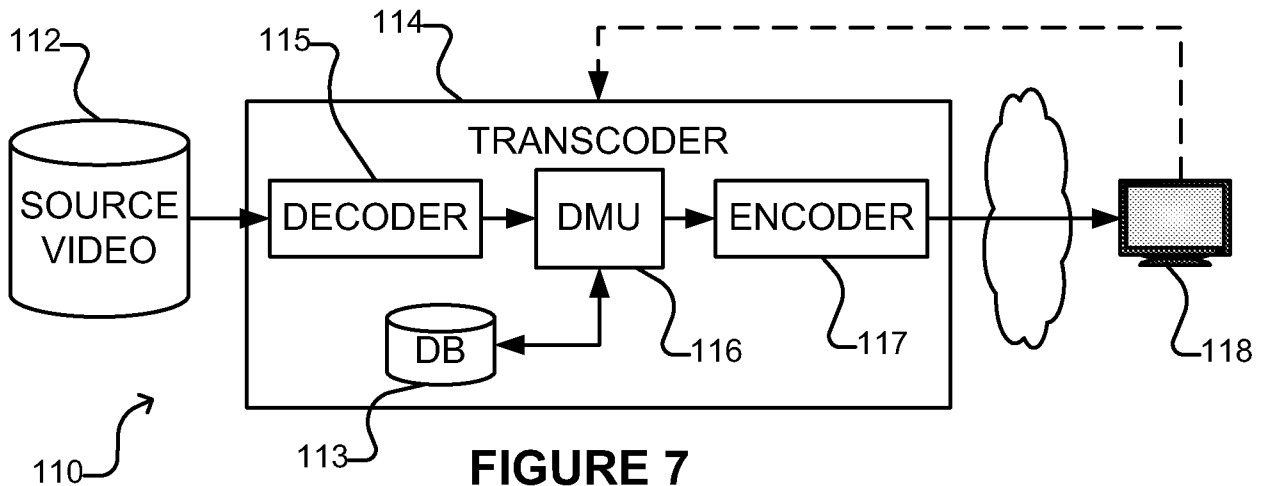 112
115
114
TRANSCODER
SOURCE
VIDEO
DECODER
DMU
ENCODER
DB
116
117
118
110
113
FIGURE 7